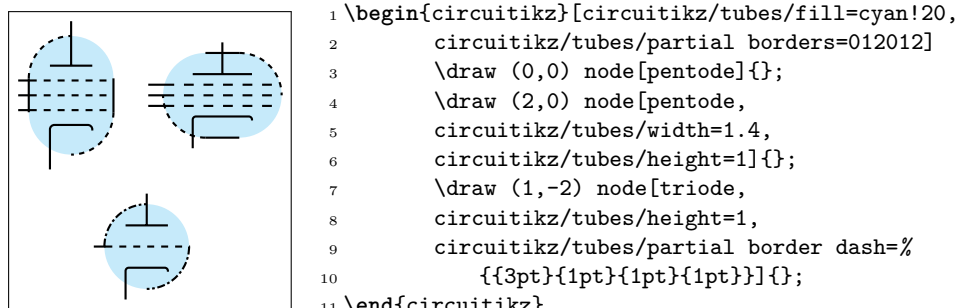 1 \begin{circuitikz}[circuitikz/tubes/fill=cyan!20,
2 circuitikz/tubes/partial borders=012012]
3 \draw (0,0) node[pentode]{};
4 \draw (2,0) node[pentode,
5 circuitikz/tubes/width=1.4,
6 circuitikz/tubes/height=1]{};
7 \draw (1,-2) node[triode,
8 circuitikz/tubes/height=1,
9 circuitikz/tubes/partial border dash=%
10 {{3pt}{1pt}{1pt}{1pt}}]{};
11 \end{circuitikz}